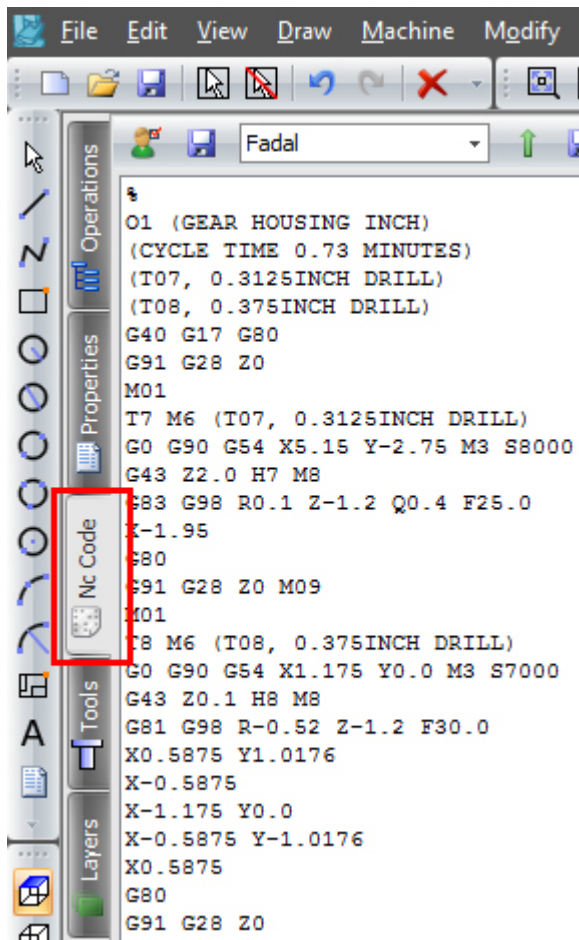 File Edit View Draw Machine Modify
Fadal
Operations
Properties
Nc Code
Tools
Layers
A
%
O1 (GEAR HOUSING INCH)
(CYCLE TIME 0.73 MINUTES)
(T07, 0.3125INCH DRILL)
(T08, 0.375INCH DRILL)
G40 G17 G80
G91 G28 Z0
M01
T7 M6 (T07, 0.3125INCH DRILL)
G0 G90 G54 X5.15 Y-2.75 M3 S8000
G43 Z2.0 H7 M8
G83 G98 R0.1 Z-1.2 Q0.4 F25.0
X-1.95
G80
G91 G28 Z0 M09
M01
T8 M6 (T08, 0.375INCH DRILL)
G0 G90 G54 X1.175 Y0.0 M3 S7000
G43 Z0.1 H8 M8
G81 G98 R-0.52 Z-1.2 F30.0
X0.5875 Y1.0176
X-0.5875
X-1.175 Y0.0
X-0.5875 Y-1.0176
X0.5875
G80
G91 G28 Z0